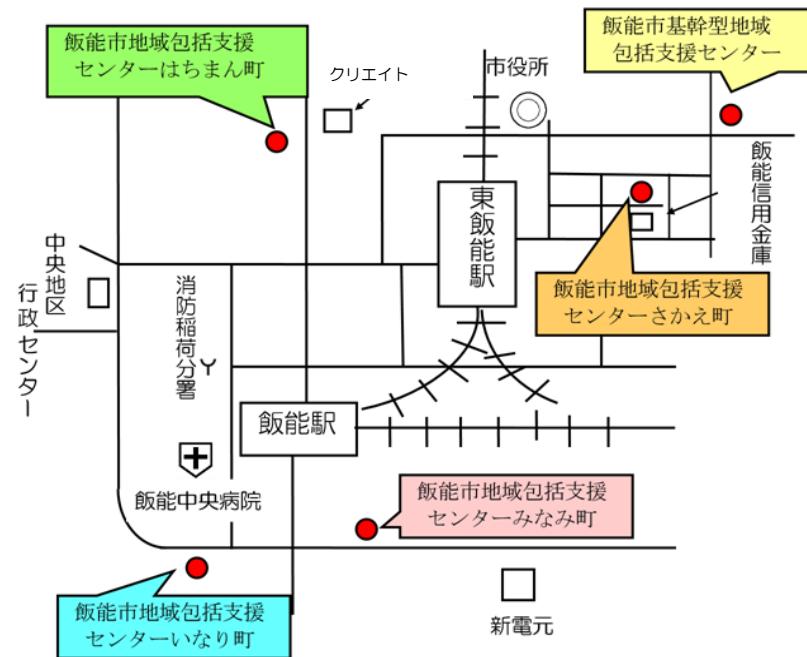 飯能市地域包括支援
センターはちまん町
クリエイト
市役所
飯能市基幹型地域
包括支援センター
飯能信用金庫
東飯能駅
中央地区
行政センター
消防稲荷分署
飯能市地域包括支援
センターさかえ町
飯能駅
飯能中央病院
飯能市地域包括支援
センターみなみ町
飯能市地域包括支援
センターいなり町
新電元